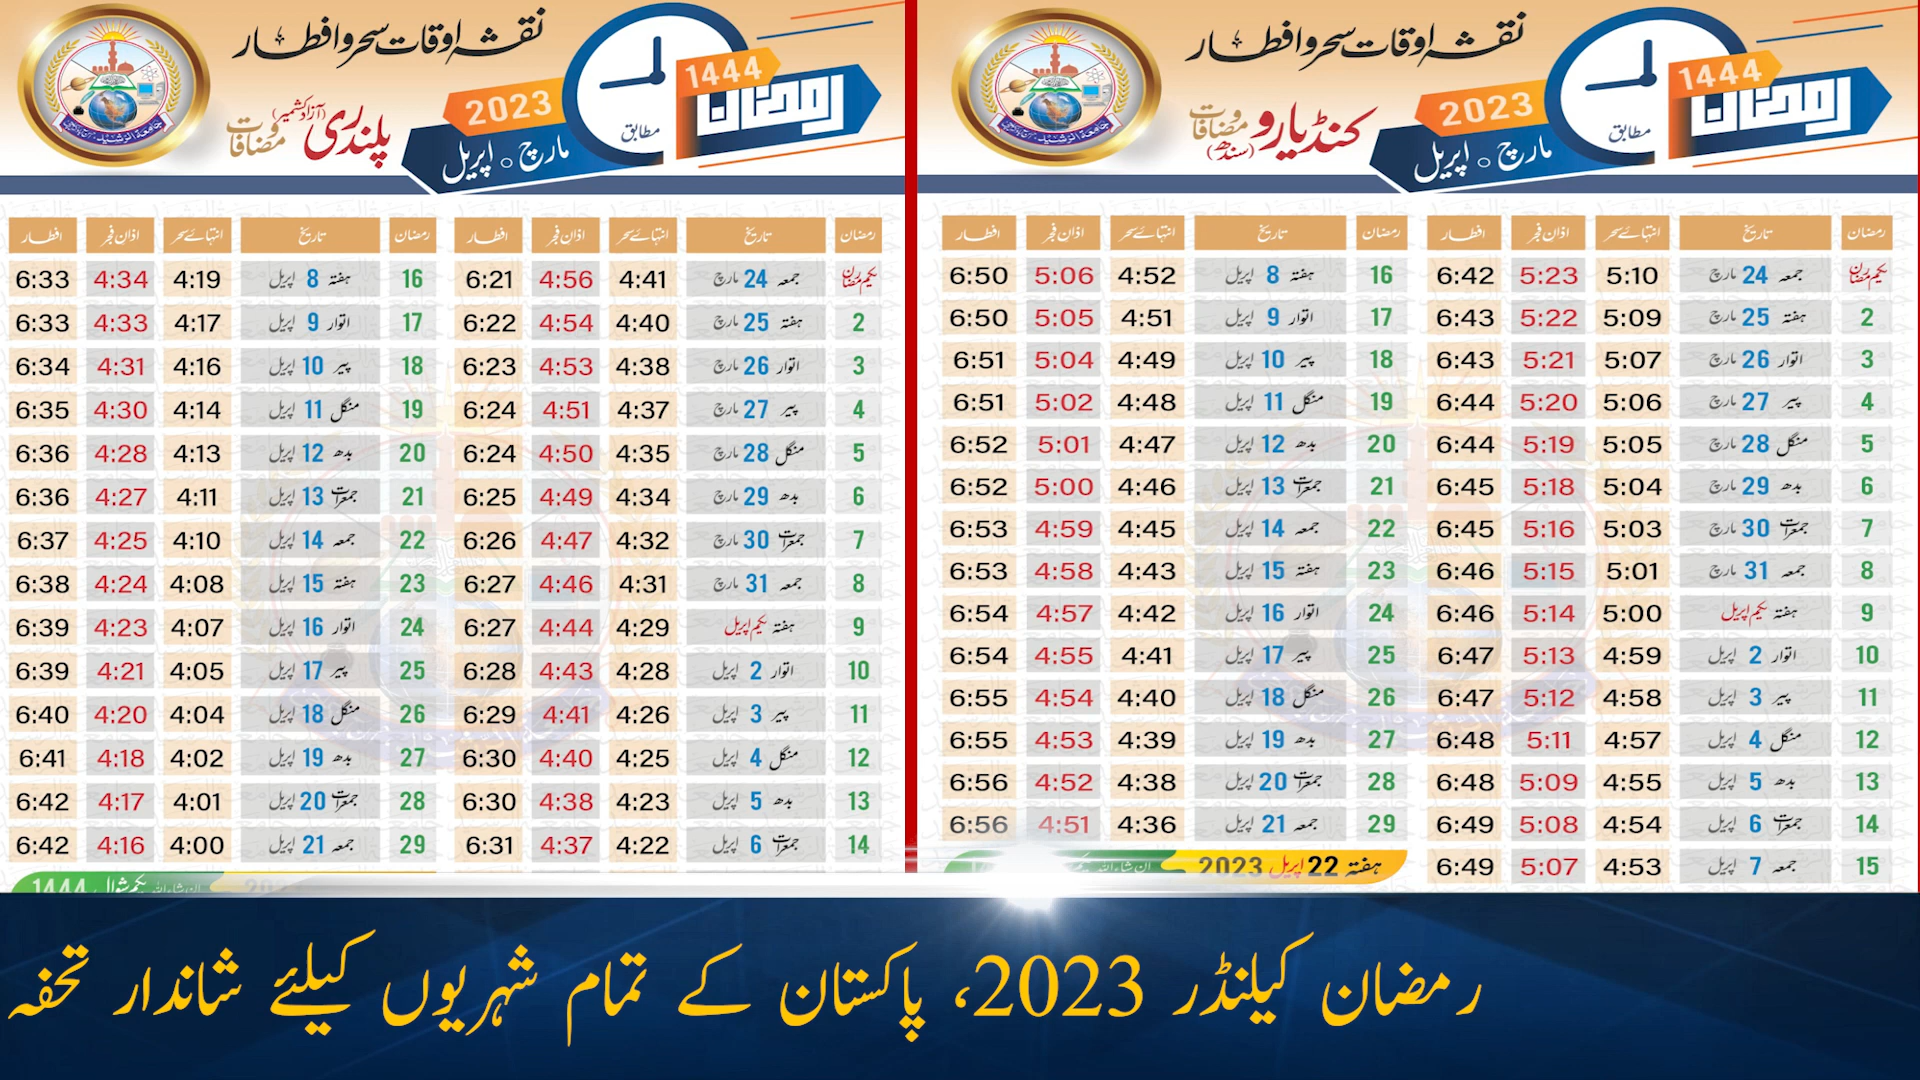 نقشہ اوقات سحر و افطار
1444
رمضان
2023
مطابق
مارچ ○ اپریل
کنڈیارو (سندھ) و مضافات
رمضان تاریخ انتہائے سحر اذان فجر افطار رمضان تاریخ انتہائے سحر اذان فجر افطار
یکم رمضان جمعہ 24 مارچ 5:10 5:23 6:42 16 ہفتہ 8 اپریل 4:52 5:06 6:50
2 ہفتہ 25 مارچ 5:09 5:22 6:43 17 اتوار 9 اپریل 4:51 5:05 6:50
3 اتوار 26 مارچ 5:07 5:21 6:43 18 پیر 10 اپریل 4:49 5:04 6:51
4 پیر 27 مارچ 5:06 5:20 6:44 19 منگل 11 اپریل 4:48 5:02 6:51
5 منگل 28 مارچ 5:05 5:19 6:44 20 بدھ 12 اپریل 4:47 5:01 6:52
6 بدھ 29 مارچ 5:04 5:18 6:45 21 جمعرات 13 اپریل 4:46 5:00 6:52
7 جمعرات 30 مارچ 5:03 5:16 6:45 22 جمعہ 14 اپریل 4:45 4:59 6:53
8 جمعہ 31 مارچ 5:01 5:15 6:46 23 ہفتہ 15 اپریل 4:43 4:58 6:53
9 ہفتہ یکم اپریل 5:00 5:14 6:46 24 اتوار 16 اپریل 4:42 4:57 6:54
10 اتوار 2 اپریل 4:59 5:13 6:47 25 پیر 17 اپریل 4:41 4:55 6:54
11 پیر 3 اپریل 4:58 5:12 6:47 26 منگل 18 اپریل 4:40 4:54 6:55
12 منگل 4 اپریل 4:57 5:11 6:48 27 بدھ 19 اپریل 4:39 4:53 6:55
13 بدھ 5 اپریل 4:55 5:09 6:48 28 جمعرات 20 اپریل 4:38 4:52 6:56
14 جمعرات 6 اپریل 4:54 5:08 6:49 29 جمعہ 21 اپریل 4:36 4:51 6:56
15 جمعہ 7 اپریل 4:53 5:07 6:49 ہفتہ 22 اپریل 2023 ان شاء اللہ یکم
نقشہ اوقات سحر و افطار
1444
رمضان
2023
مطابق
مارچ ○ اپریل
پلندری (آزاد کشمیر) و مضافات
رمضان تاریخ انتہائے سحر اذان فجر افطار رمضان تاریخ انتہائے سحر اذان فجر افطار
یکم رمضان جمعہ 24 مارچ 4:41 4:56 6:21 16 ہفتہ 8 اپریل 4:19 4:34 6:33
2 ہفتہ 25 مارچ 4:40 4:54 6:22 17 اتوار 9 اپریل 4:17 4:33 6:33
3 اتوار 26 مارچ 4:38 4:53 6:23 18 پیر 10 اپریل 4:16 4:31 6:34
4 پیر 27 مارچ 4:37 4:51 6:24 19 منگل 11 اپریل 4:14 4:30 6:35
5 منگل 28 مارچ 4:35 4:50 6:24 20 بدھ 12 اپریل 4:13 4:28 6:36
6 بدھ 29 مارچ 4:34 4:49 6:25 21 جمعرات 13 اپریل 4:11 4:27 6:36
7 جمعرات 30 مارچ 4:32 4:47 6:26 22 جمعہ 14 اپریل 4:10 4:25 6:37
8 جمعہ 31 مارچ 4:31 4:46 6:27 23 ہفتہ 15 اپریل 4:08 4:24 6:38
9 ہفتہ یکم اپریل 4:29 4:44 6:27 24 اتوار 16 اپریل 4:07 4:23 6:39
10 اتوار 2 اپریل 4:28 4:43 6:28 25 پیر 17 اپریل 4:05 4:21 6:39
11 پیر 3 اپریل 4:26 4:41 6:29 26 منگل 18 اپریل 4:04 4:20 6:40
12 منگل 4 اپریل 4:25 4:40 6:30 27 بدھ 19 اپریل 4:02 4:18 6:41
13 بدھ 5 اپریل 4:23 4:38 6:30 28 جمعرات 20 اپریل 4:01 4:17 6:42
14 جمعرات 6 اپریل 4:22 4:37 6:31 29 جمعہ 21 اپریل 4:00 4:16 6:42
ان شاء اللہ یکم شوال 1444
رمضان کیلنڈر 2023، پاکستان کے تمام شہریوں کیلئے شاندار تحفہ